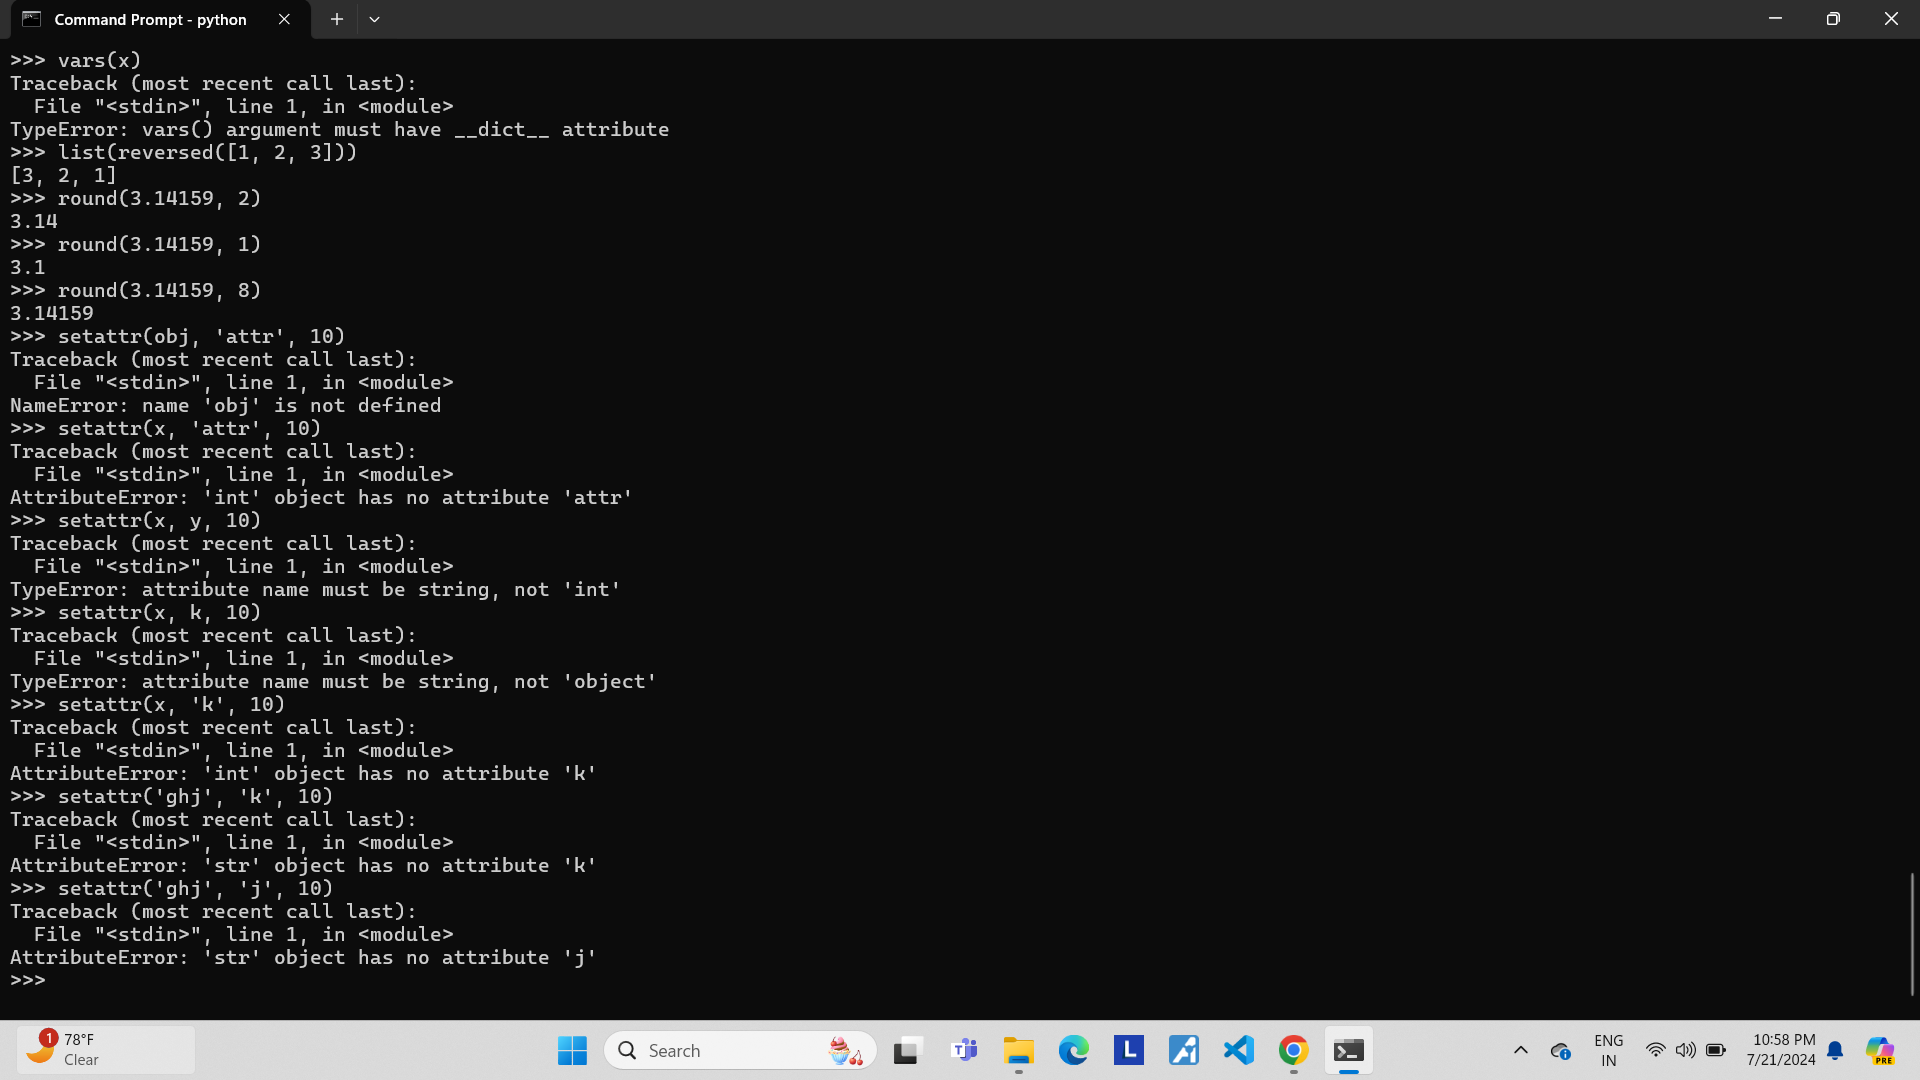 Command Prompt - python
>>> vars(x)
Traceback (most recent call last):
  File "<stdin>", line 1, in <module>
TypeError: vars() argument must have __dict__ attribute
>>> list(reversed([1, 2, 3]))
[3, 2, 1]
>>> round(3.14159, 2)
3.14
>>> round(3.14159, 1)
3.1
>>> round(3.14159, 8)
3.14159
>>> setattr(obj, 'attr', 10)
Traceback (most recent call last):
  File "<stdin>", line 1, in <module>
NameError: name 'obj' is not defined
>>> setattr(x, 'attr', 10)
Traceback (most recent call last):
  File "<stdin>", line 1, in <module>
AttributeError: 'int' object has no attribute 'attr'
>>> setattr(x, y, 10)
Traceback (most recent call last):
  File "<stdin>", line 1, in <module>
TypeError: attribute name must be string, not 'int'
>>> setattr(x, k, 10)
Traceback (most recent call last):
  File "<stdin>", line 1, in <module>
TypeError: attribute name must be string, not 'object'
>>> setattr(x, 'k', 10)
Traceback (most recent call last):
  File "<stdin>", line 1, in <module>
AttributeError: 'int' object has no attribute 'k'
>>> setattr('ghj', 'k', 10)
Traceback (most recent call last):
  File "<stdin>", line 1, in <module>
AttributeError: 'str' object has no attribute 'k'
>>> setattr('ghj', 'j', 10)
Traceback (most recent call last):
  File "<stdin>", line 1, in <module>
AttributeError: 'str' object has no attribute 'j'
>>>
1
78°F
Clear
Search
T
L
ENG
IN
10:58 PM
7/21/2024
PRE